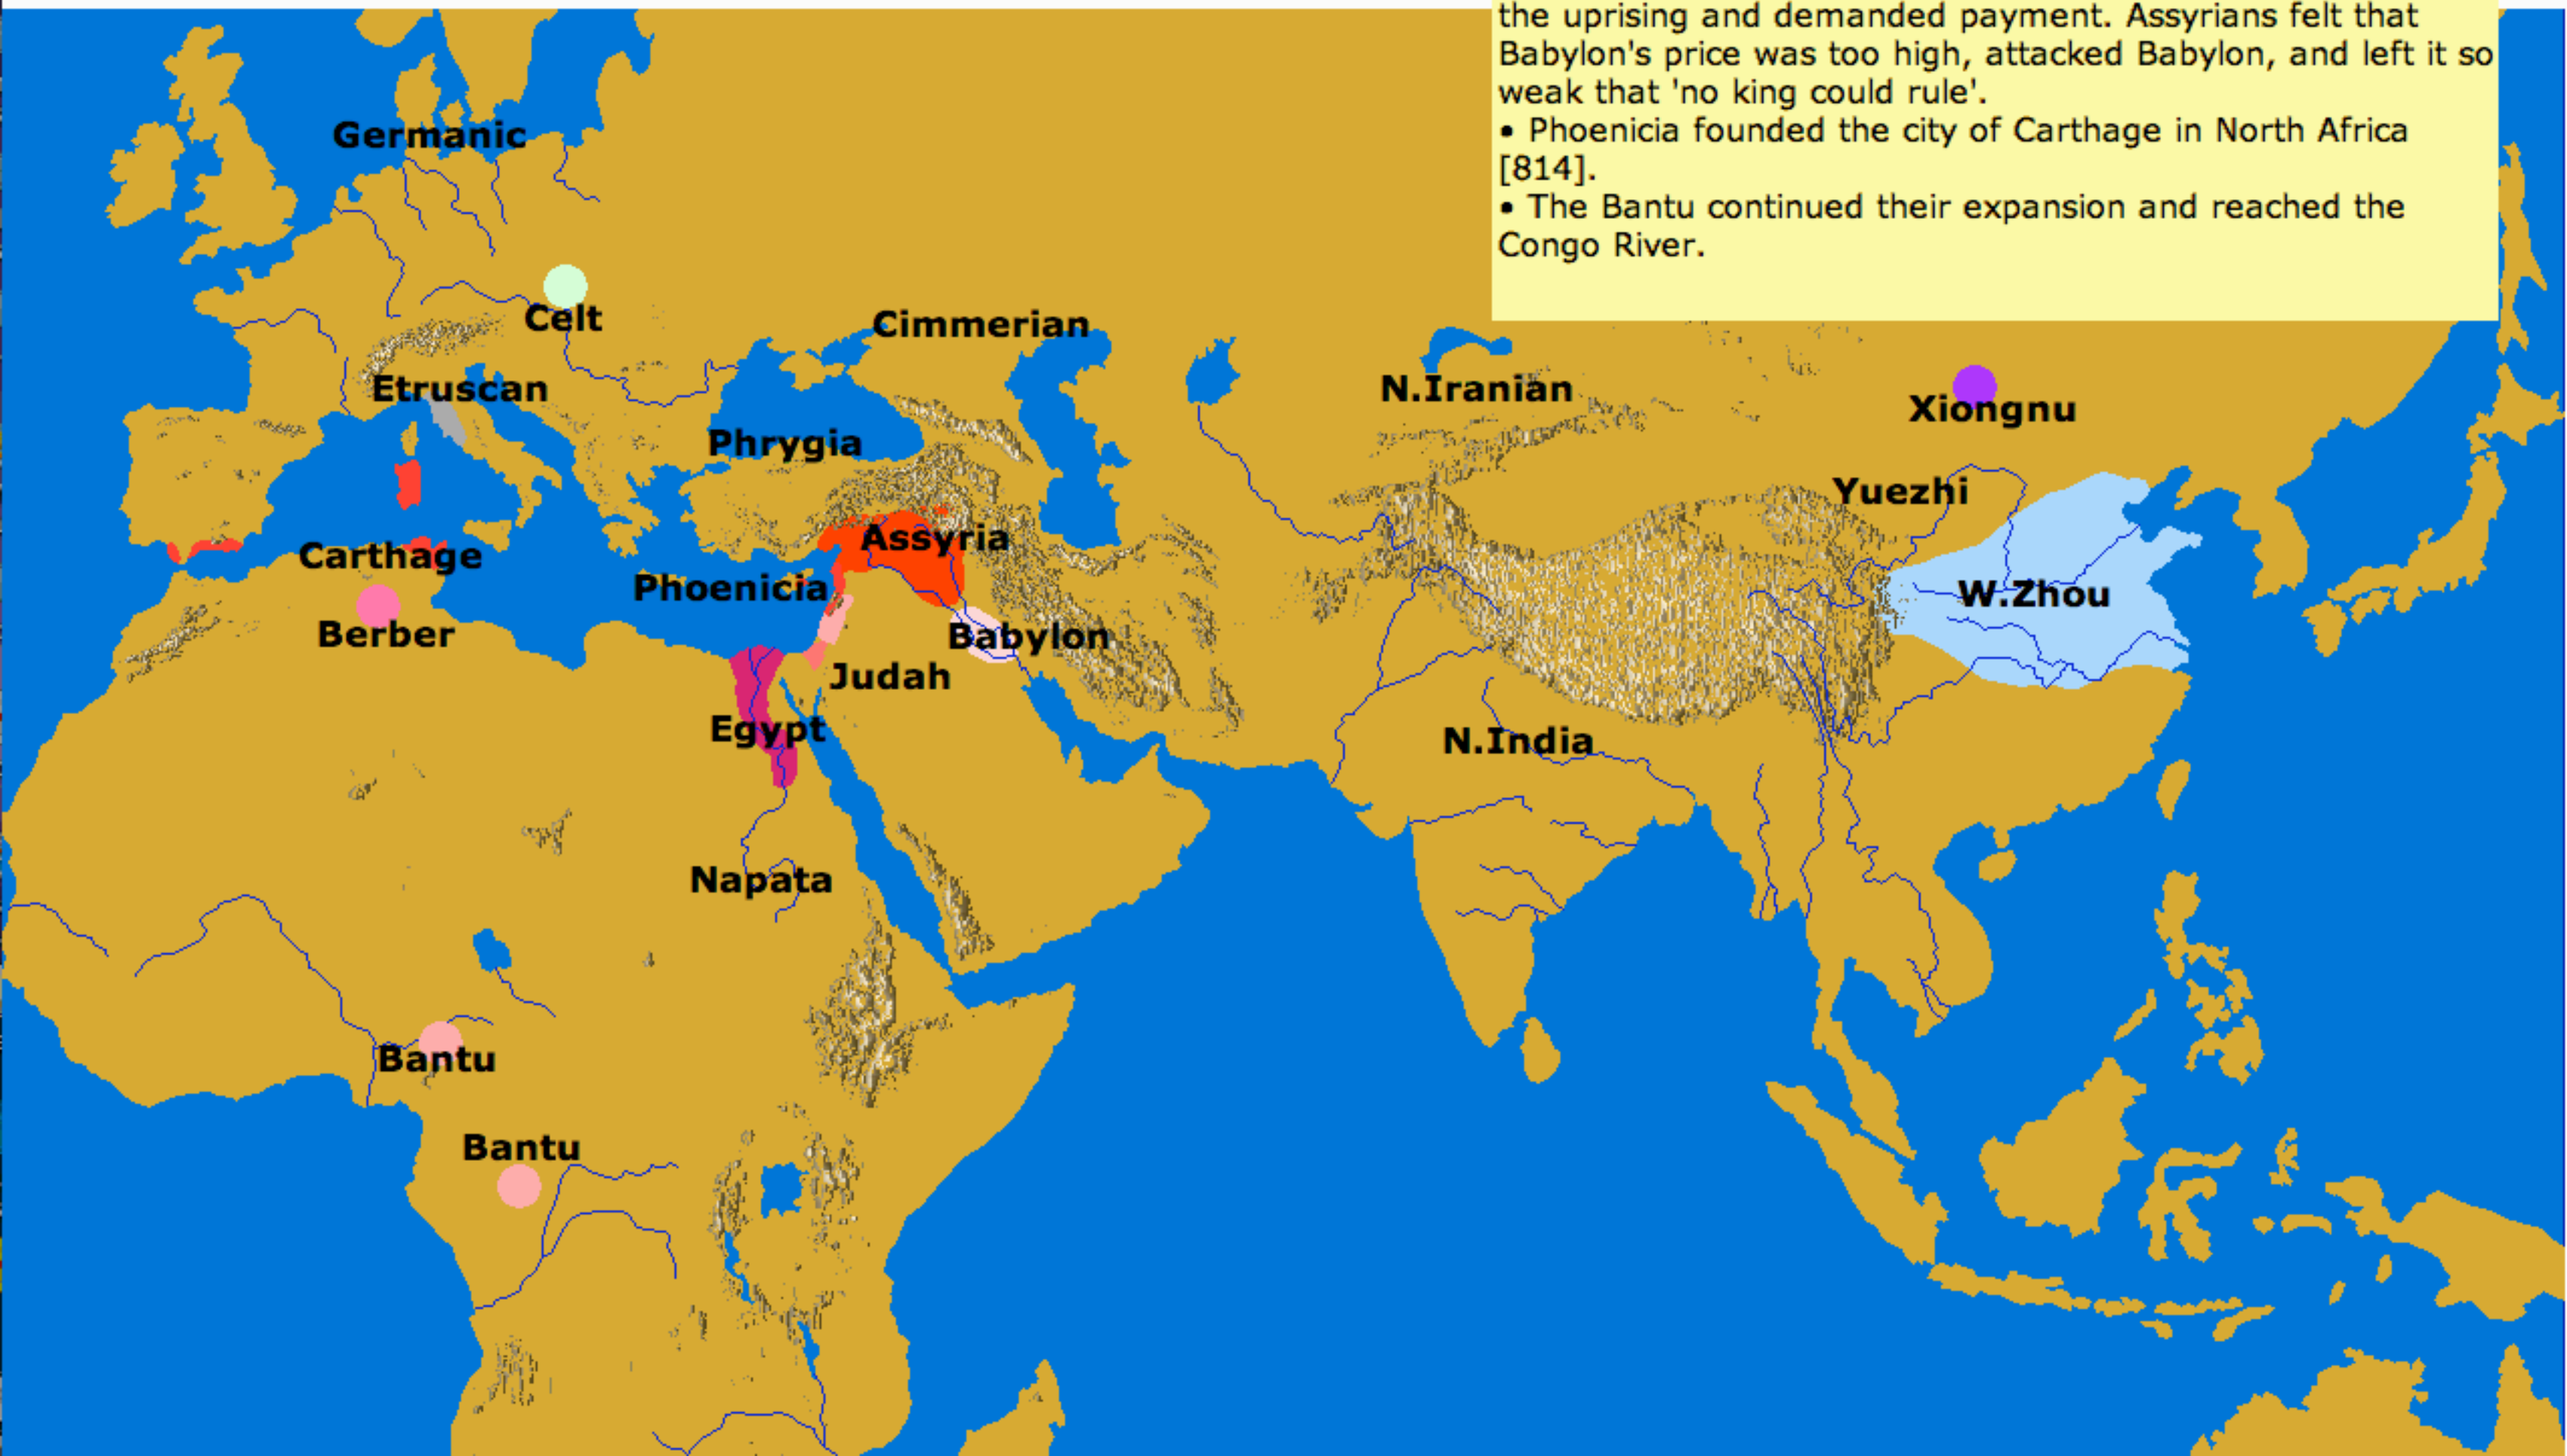 the uprising and demanded payment. Assyrians felt that
Babylon's price was too high, attacked Babylon, and left it so
weak that 'no king could rule'.
• Phoenicia founded the city of Carthage in North Africa
[814].
• The Bantu continued their expansion and reached the
Congo River.
Germanic
Celt
Cimmerian
Etruscan
N.Iranian
Xiongnu
Phrygia
Yuezhi
Assyria
Carthage
Phoenicia
W.Zhou
Berber
Babylon
Judah
Egypt
N.India
Napata
Bantu
Bantu